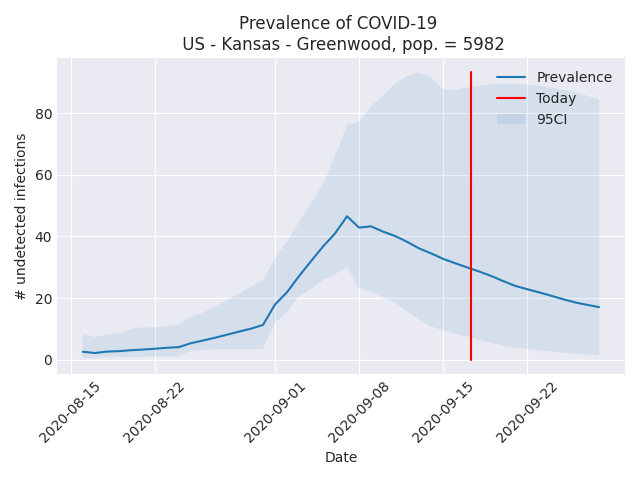 Prevalence of COVID-19
US - Kansas - Greenwood, pop. = 5982
Prevalence
Today
95CI
# undetected infections
80
60
40
20
0
2020-08-15
2020-08-22
2020-09-01
2020-09-08
2020-09-15
2020-09-22
Date